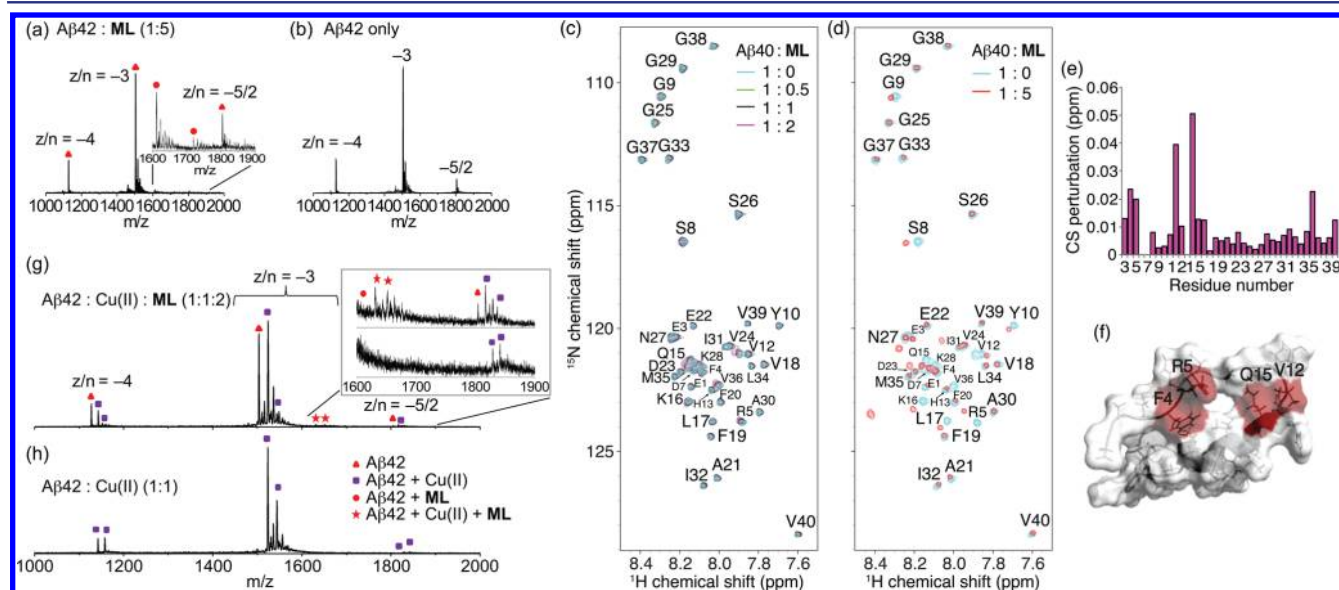 (a) Aβ42 : ML (1:5)
z/n = –3
z/n = –4
z/n = –5/2
1600 1700 1800 1900
m/z
1000 1200 1400 1600 1800 2000
m/z
(b) Aβ42 only
–3
z/n = –4
–5/2
1000 1200 1400 1600 1800 2000
m/z
(c)
Aβ40 : ML
1 : 0
1 : 0.5
1 : 1
1 : 2
G38
G29
G9
G25
G37 G33
S26
S8
E22
V39
Y10
N27
E3
I31
V24
V12
Q15
K28
D23
F4
V18
M35
D7
E1
V36
L34
K16
H13
F20
A30
L17
R5
F19
I32
A21
V40
110
115
120
125
¹⁵N chemical shift (ppm)
8.4 8.2 8.0 7.8
¹H chemical shift (ppm)
(d)
Aβ40 : ML
1 : 0
1 : 5
G38
G29
G9
G25
G37 G33
S26
S8
E22
V39
Y10
N27
E3
I31
V24
V12
Q15
K28
D23
F4
V18
M35
D7
E1
V36
L34
K16
H13
F20
A30
L17
R5
F19
I32
A21
V40
110
115
120
125
¹⁵N chemical shift (ppm)
8.4 8.2 8.0 7.8 7.6
¹H chemical shift (ppm)
(e)
CS perturbation (ppm)
0.06
0.045
0.03
0.015
0
3 5 7 9 12 15 19 23 27 31 35 39
Residue number
(f)
R5
F4
Q15 V12
(g)
z/n = –3
Aβ42 : Cu(II) : ML (1:1:2)
z/n = –4
1600 1700 1800 1900
z/n = –5/2
(h)
Aβ42 : Cu(II) (1:1)
Aβ42
Aβ42 + Cu(II)
Aβ42 + ML
Aβ42 + Cu(II) + ML
1000 1200 1400 1600 1800 2000
m/z